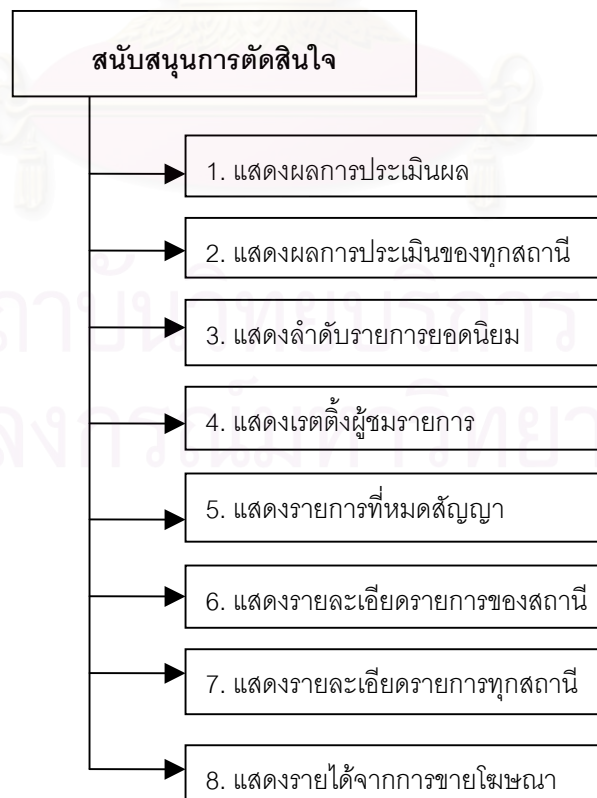 สนับสนุนการตัดสินใจ
1. แสดงผลการประเมินผล
2. แสดงผลการประเมินของทุกสถานี
3. แสดงลำดับรายการยอดนิยม
4. แสดงเรตติ้งผู้ชมรายการ
5. แสดงรายการที่หมดสัญญา
6. แสดงรายละเอียดรายการของสถานี
7. แสดงรายละเอียดรายการทุกสถานี
8. แสดงรายได้จากการขายโฆษณา